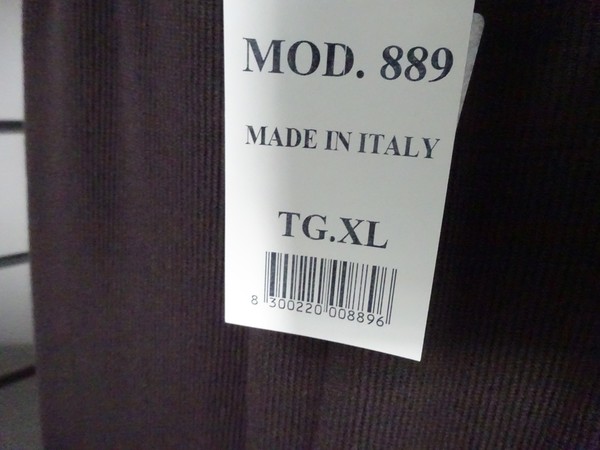 MOD. 889
MADE IN ITALY
TG.XL
8 300220 008896